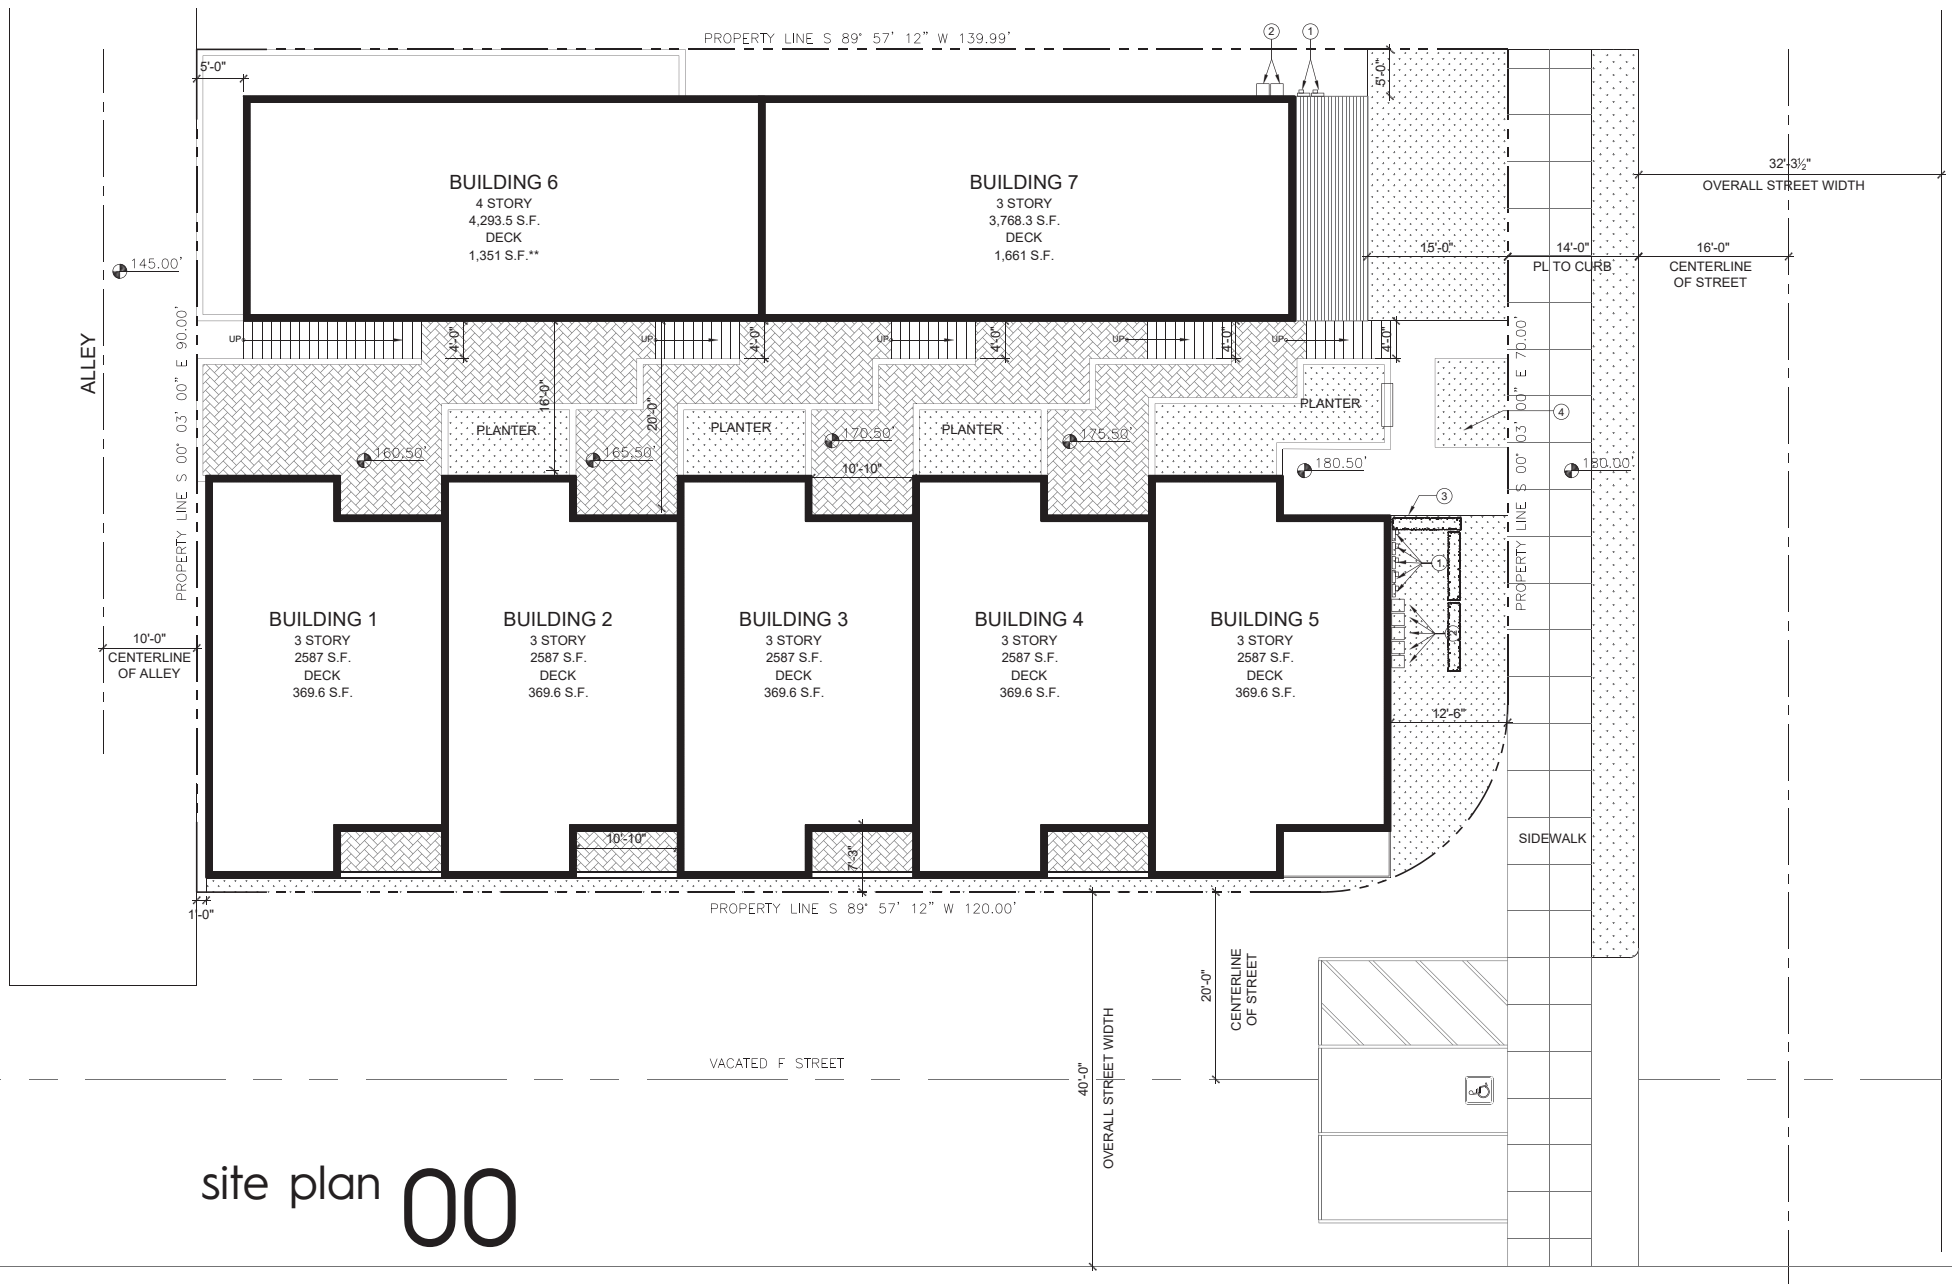 PROPERTY LINE S 89° 57' 12" W 139.99'
2
1
5'-0"
5'-0"
BUILDING 6
4 STORY
4,293.5 S.F.
DECK
1,351 S.F.**
BUILDING 7
3 STORY
3,768.3 S.F.
DECK
1,661 S.F.
32'-3½"
OVERALL STREET WIDTH
15'-0"
14'-0"
PL TO CURB
16'-0"
CENTERLINE
OF STREET
145.00'
ALLEY
PROPERTY LINE S 00° 03' 00" E 90.00'
UP
4'-0"
UP
4'-0"
UP
4'-0"
UP
4'-0"
UP
4'-0"
16'-0"
20'-0"
PROPERTY LINE S 00° 03' 00" E 70.00'
PLANTER
PLANTER
PLANTER
PLANTER
4
160.50'
165.50'
170.50'
175.50'
180.50'
180.00'
10'-10"
3
1
2
BUILDING 1
3 STORY
2587 S.F.
DECK
369.6 S.F.
BUILDING 2
3 STORY
2587 S.F.
DECK
369.6 S.F.
BUILDING 3
3 STORY
2587 S.F.
DECK
369.6 S.F.
BUILDING 4
3 STORY
2587 S.F.
DECK
369.6 S.F.
BUILDING 5
3 STORY
2587 S.F.
DECK
369.6 S.F.
10'-0"
CENTERLINE
OF ALLEY
12'-6"
10'-10"
7'-3"
SIDEWALK
1'-0"
PROPERTY LINE S 89° 57' 12" W 120.00'
20'-0"
CENTERLINE
OF STREET
40'-0"
OVERALL STREET WIDTH
VACATED F STREET
site plan 00